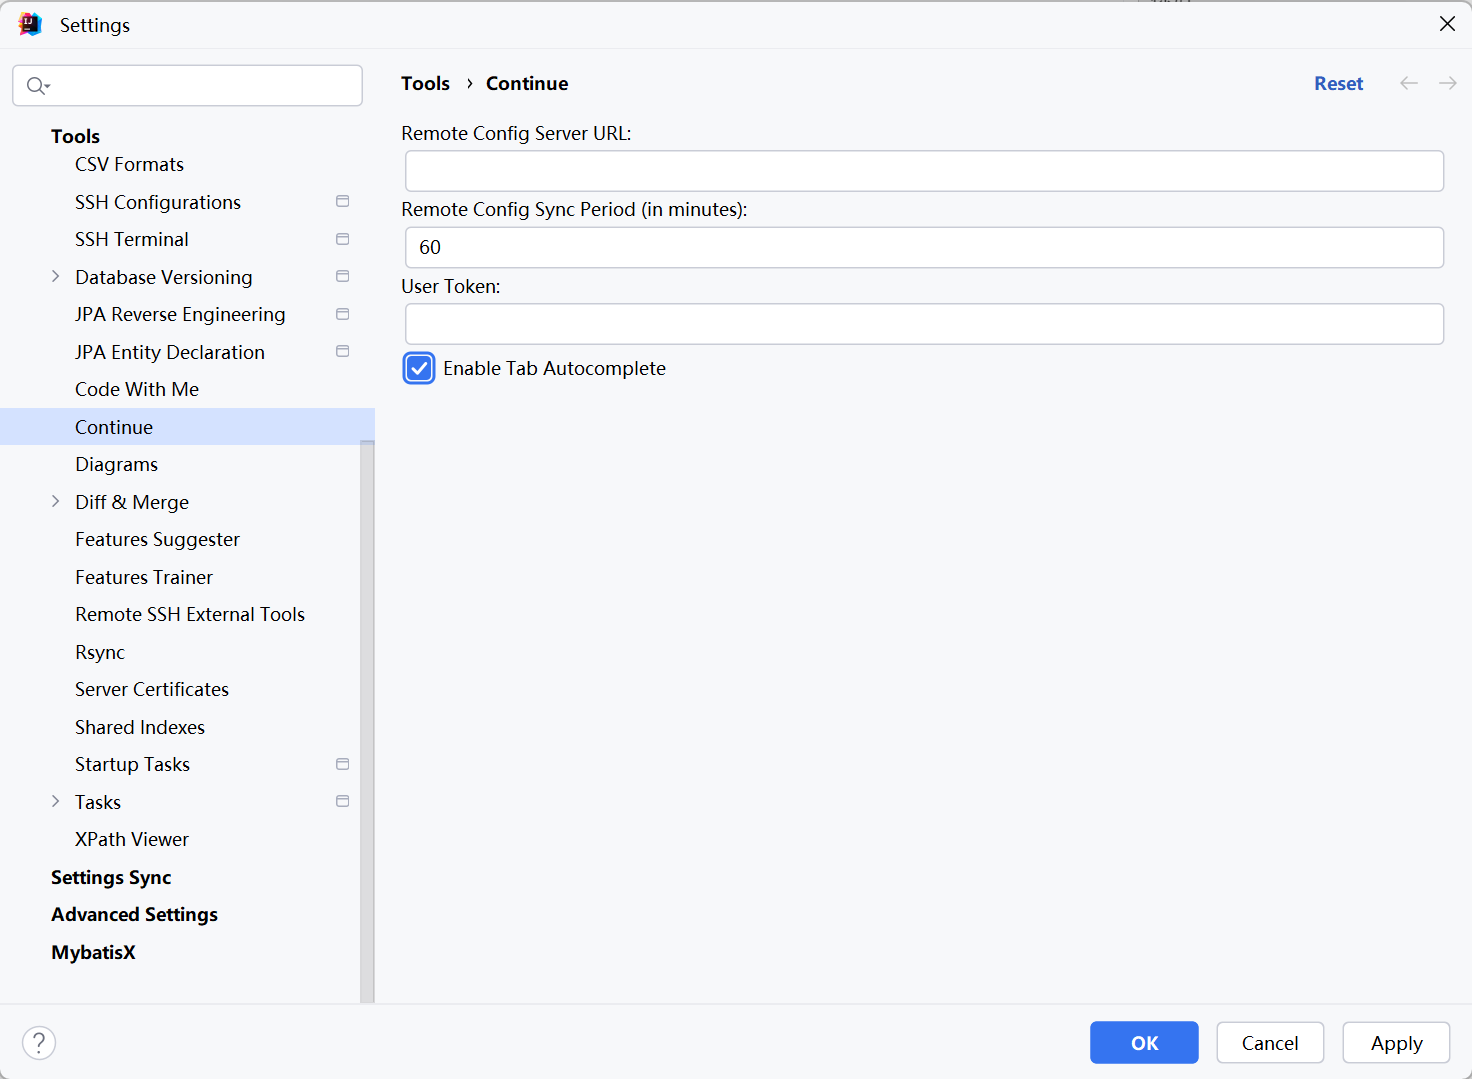 Settings
Tools
CSV Formats
SSH Configurations
SSH Terminal
Database Versioning
JPA Reverse Engineering
JPA Entity Declaration
Code With Me
Continue
Diagrams
Diff & Merge
Features Suggester
Features Trainer
Remote SSH External Tools
Rsync
Server Certificates
Shared Indexes
Startup Tasks
Tasks
XPath Viewer
Settings Sync
Advanced Settings
MybatisX
Tools › Continue
Reset
Remote Config Server URL:
Remote Config Sync Period (in minutes):
60
User Token:
Enable Tab Autocomplete
?
OK
Cancel
Apply